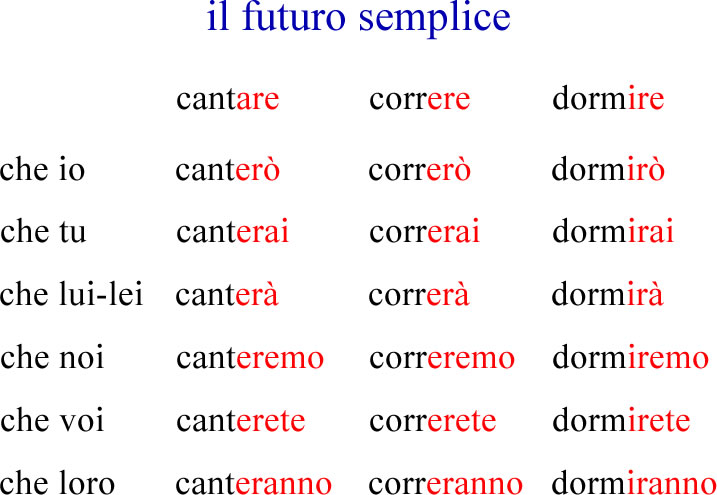 il futuro semplice
cantare correre dormire
che io canterò correrò dormirò
che tu canterai correrai dormirai
che lui-lei canterà correrà dormirà
che noi canteremo correremo dormiremo
che voi canterete correrete dormirete
che loro canteranno correranno dormiranno